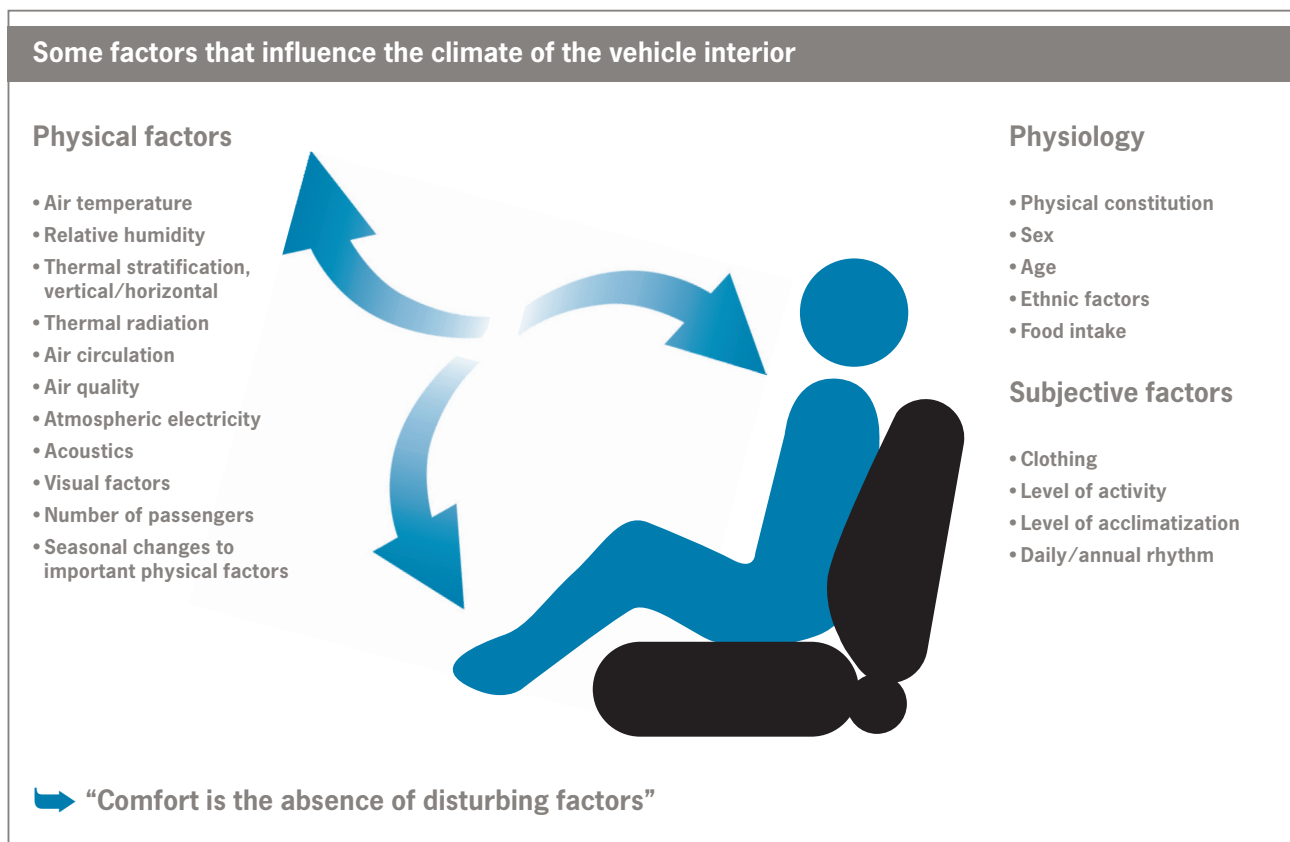 Some factors that influence the climate of the vehicle interior
Physical factors
• Air temperature
• Relative humidity
• Thermal stratification,
vertical/horizontal
• Thermal radiation
• Air circulation
• Air quality
• Atmospheric electricity
• Acoustics
• Visual factors
• Number of passengers
• Seasonal changes to
important physical factors
Physiology
• Physical constitution
• Sex
• Age
• Ethnic factors
• Food intake
Subjective factors
• Clothing
• Level of activity
• Level of acclimatization
• Daily/annual rhythm
“Comfort is the absence of disturbing factors”